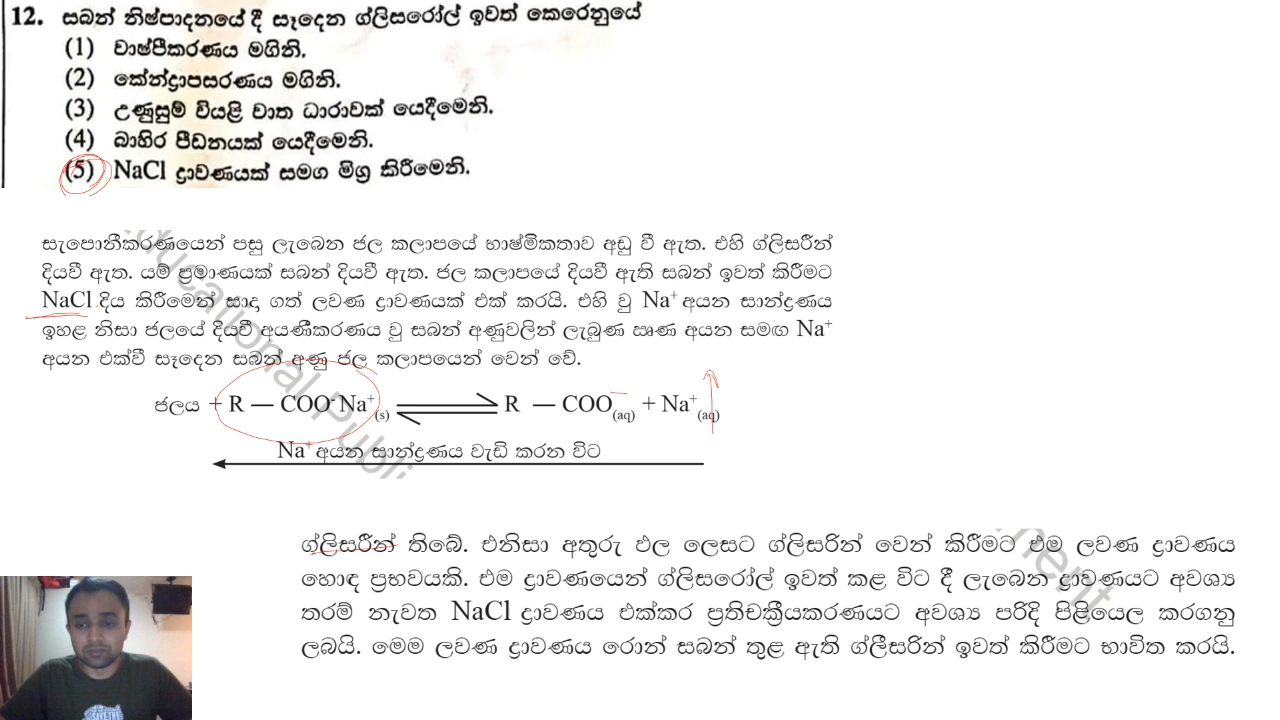 12. සබන් නිෂ්පාදනයේ දී සෑදෙන ග්ලිසරෝල් ඉවත් කෙරෙනුයේ
(1) වාෂ්පීකරණය මගිනි.
(2) කේන්ද්‍රාපසරණය මගිනි.
(3) උණුසුම් වියළි වාත ධාරාවක් යෙදීමෙනි.
(4) බාහිර පීඩනයක් යෙදීමෙනි.
(5) NaCl ද්‍රාවණයක් සමග මිශ්‍ර කිරීමෙනි.
සැපොනීකරණයෙන් පසු ලැබෙන ජල කලාපයේ භාෂ්මිකතාව අඩු වී ඇත. එහි ග්ලිසරීන්
දියවී ඇත. යම් ප්‍රමාණයක් සබන් දියවී ඇත. ජල කලාපයේ දියවී ඇති සබන් ඉවත් කිරීමට
NaCl දිය කිරීමෙන් සාදා ගත් ලවණ ද්‍රාවණයක් එක් කරයි. එහි වූ Na⁺ අයන සාන්ද්‍රණය
ඉහළ නිසා ජලයේ දියවී අයණීකරණය වූ සබන් අණුවලින් ලැබුණ ඍණ අයන සමඟ Na⁺
අයන එක්වී සෑදෙන සබන් අණු ජල කලාපයෙන් වෙන් වේ.
ජලය + R — COO⁻Na⁺(s) ⇌ R — COO⁻(aq) + Na⁺(aq)
Na⁺ අයන සාන්ද්‍රණය වැඩි කරන විට
ග්ලිසරීන් තිබේ. එනිසා අතුරු ඵල ලෙසට ග්ලිසරින් වෙන් කිරීමට එම ලවණ ද්‍රාවණය
හොඳ ප්‍රභවයකි. එම ද්‍රාවණයෙන් ග්ලිසරෝල් ඉවත් කළ විට දී ලැබෙන ද්‍රාවණයට අවශ්‍ය
තරම් නැවත NaCl ද්‍රාවණය එක්කර ප්‍රතිචක්‍රීයකරණයට අවශ්‍ය පරිදි පිළියෙල කරගනු
ලබයි. මෙම ලවණ ද්‍රාවණය රොන් සබන් තුළ ඇති ග්ලීසරින් ඉවත් කිරීමට භාවිත කරයි.